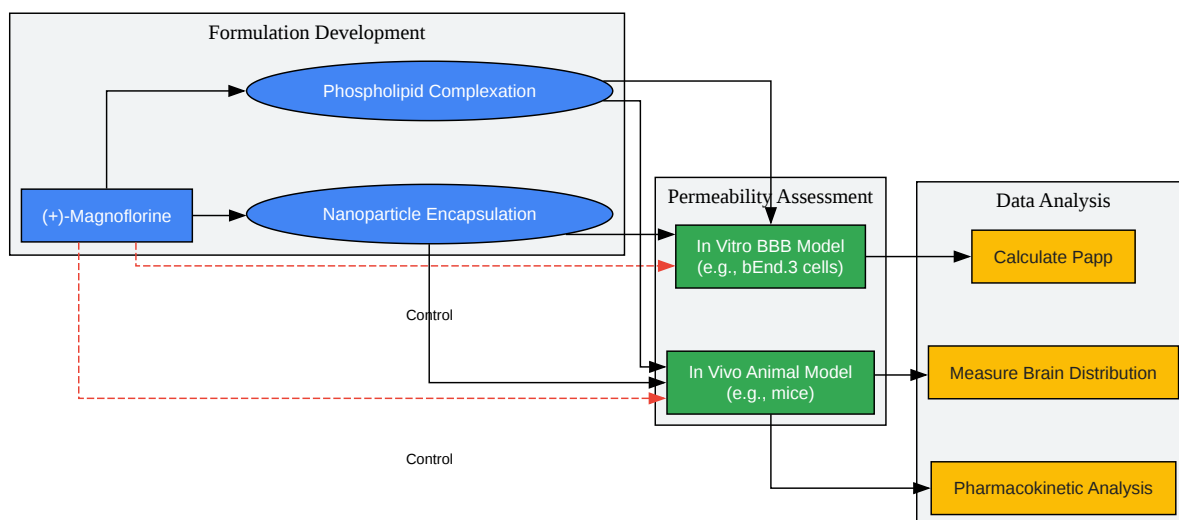 Formulation Development
Phospholipid Complexation
(+)-Magnoflorine
Nanoparticle Encapsulation
Permeability Assessment
In Vitro BBB Model
(e.g., bEnd.3 cells)
Control
In Vivo Animal Model
(e.g., mice)
Control
Data Analysis
Calculate Papp
Measure Brain Distribution
Pharmacokinetic Analysis